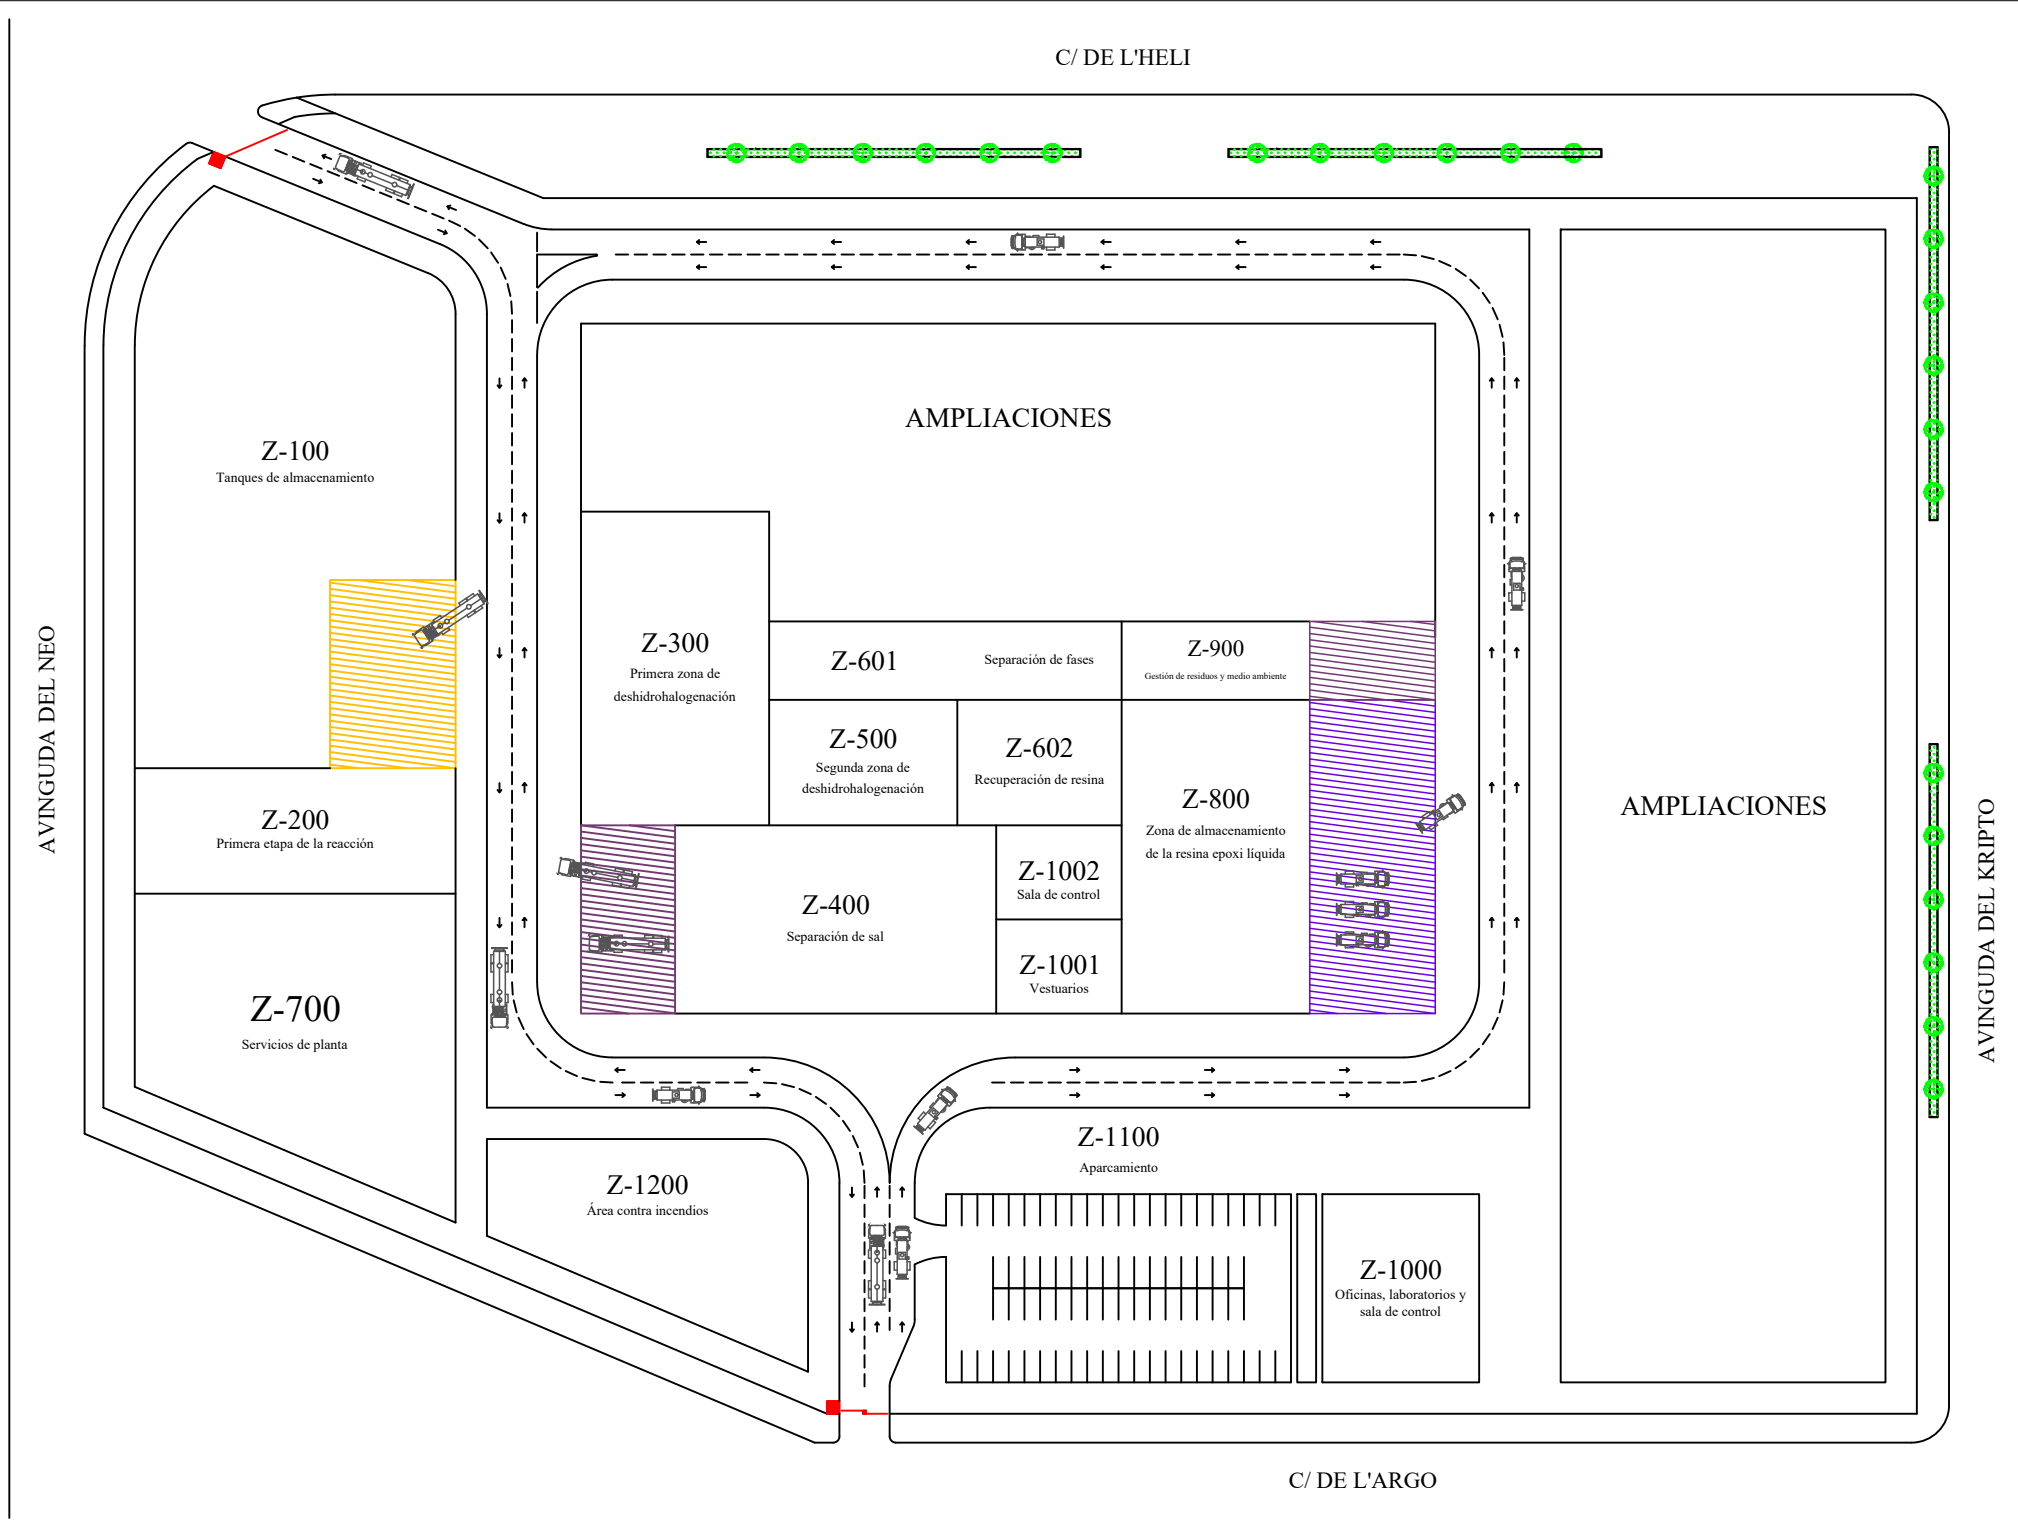 C/ DE L'HELI
AMPLIACIONES
Z-100
Tanques de almacenamiento
AVINGUDA DEL NEO
Z-300
Primera zona de
deshidrohalogenación
Z-601
Separación de fases
Z-900
Gestión de residuos y medio ambiente
Z-500
Segunda zona de
deshidrohalogenación
Z-602
Recuperación de resina
Z-800
Zona de almacenamiento
de la resina epoxi líquida
AMPLIACIONES
AVINGUDA DEL KRIPTO
Z-200
Primera etapa de la reacción
Z-400
Separación de sal
Z-1002
Sala de control
Z-1001
Vestuarios
Z-700
Servicios de planta
Z-1100
Aparcamiento
Z-1200
Área contra incendios
Z-1000
Oficinas, laboratorios y
sala de control
C/ DE L'ARGO